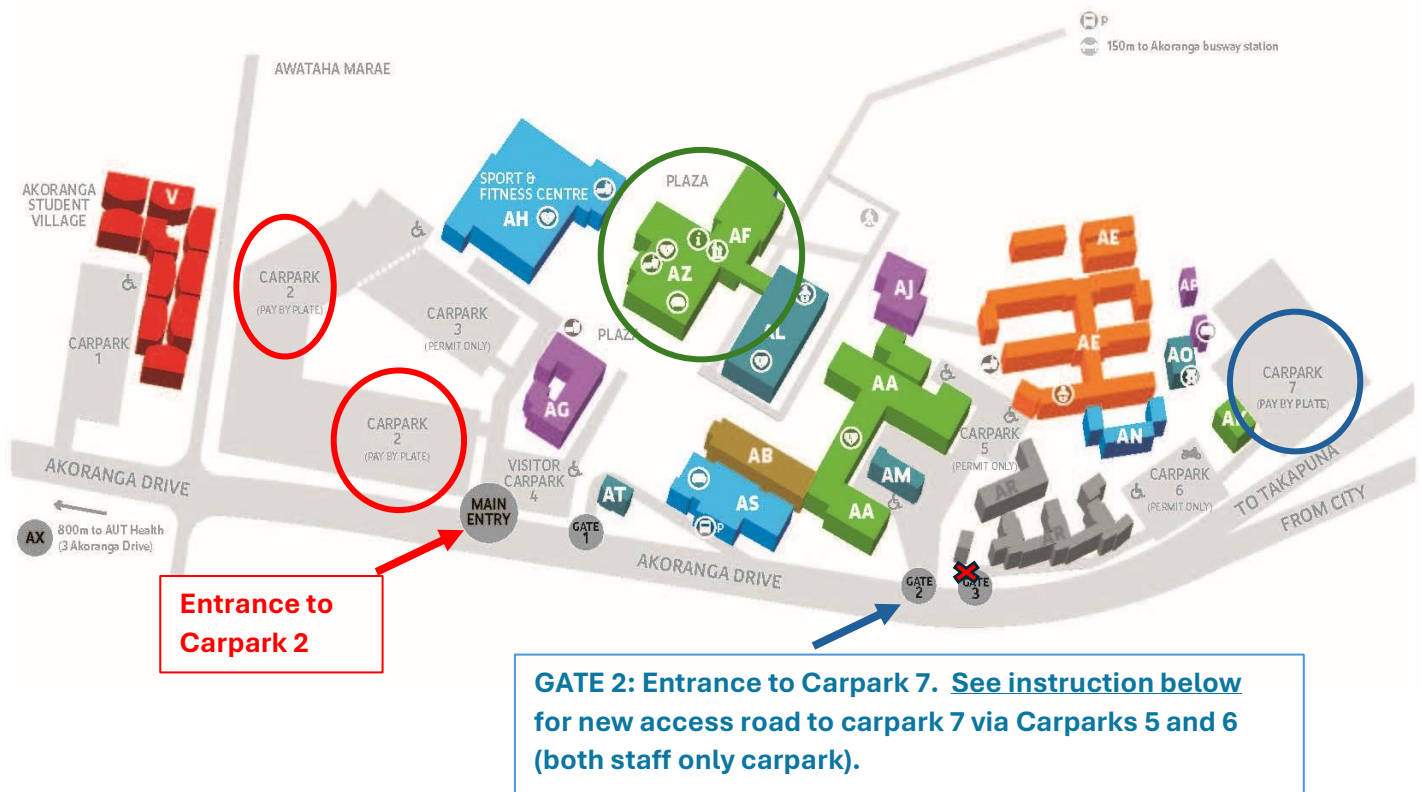 P
150m to Akoranga busway station
AWATAHA MARAE
AKORANGA
STUDENT
VILLAGE
V
SPORT &
FITNESS CENTRE
AH
PLAZA
AF
i
AZ
AL
AJ
AE
AE
AP
AO
CARPARK
1
CARPARK
2
(PAY BY PLATE)
CARPARK
3
(PERMIT ONLY)
PLAZA
AG
CARPARK
2
(PAY BY PLATE)
VISITOR
CARPARK
4
AA
AB
AS
P
AT
AM
AA
CARPARK
5
(PERMIT ONLY)
AN
AR
AR
CARPARK
6
(PERMIT ONLY)
CARPARK
7
(PAY BY PLATE)
TO TAKAPUNA
FROM CITY
AKORANGA DRIVE
AX
800m to AUT Health
(3 Akoranga Drive)
MAIN
ENTRY
GATE
1
AKORANGA DRIVE
GATE
2
GATE
3
Entrance to
Carpark 2
GATE 2: Entrance to Carpark 7. See instruction below
for new access road to carpark 7 via Carparks 5 and 6
(both staff only carpark).